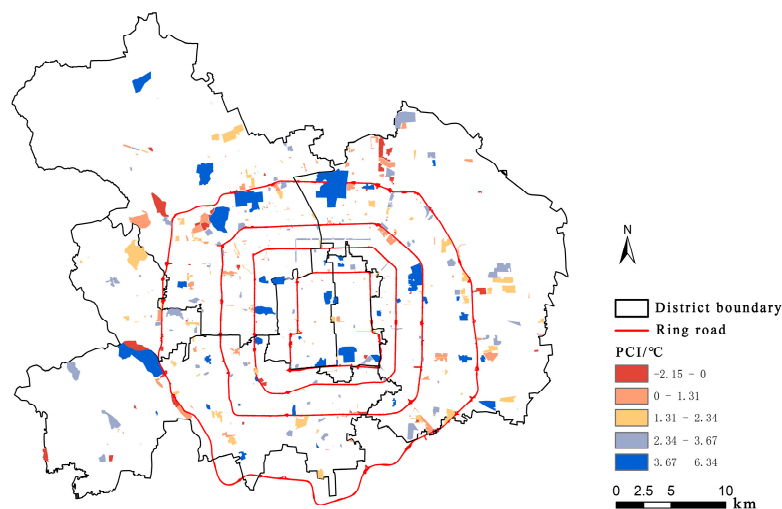 N
District boundary
Ring road
PCI/℃
-2.15 - 0
0 - 1.31
1.31 - 2.34
2.34 - 3.67
3.67 6.34
0 2.5 5 10
km